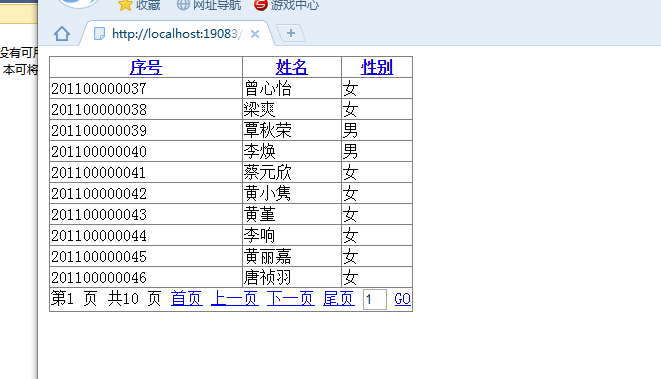 收藏 网址导航 游戏中心
http://localhost:19083/
没有可用
本可将
序号 姓名 性别
201100000037 曾心怡 女
201100000038 梁爽 女
201100000039 覃秋荣 男
201100000040 李焕 男
201100000041 蔡元欣 女
201100000042 黄小隽 女
201100000043 黄堇 女
201100000044 李响 女
201100000045 黄丽嘉 女
201100000046 唐祯羽 女
第1 页 共10 页 首页 上一页 下一页 尾页 1 GO